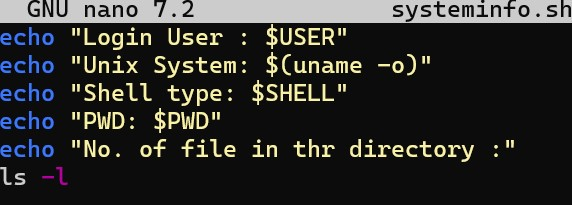 GNU nano 7.2 systeminfo.sh
echo "Login User : $USER"
echo "Unix System: $(uname -o)"
echo "Shell type: $SHELL"
echo "PWD: $PWD"
echo "No. of file in thr directory :"
ls -l